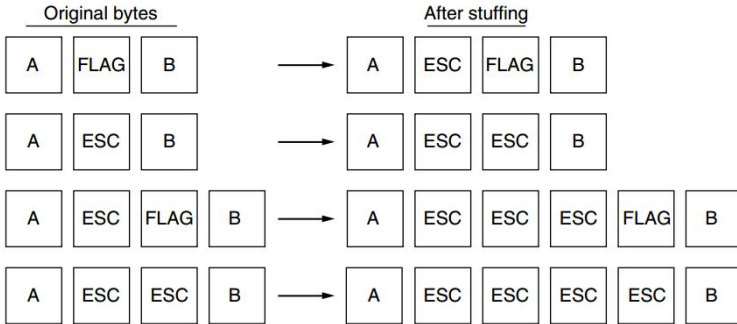 Original bytes After stuffing
A FLAG B A ESC FLAG B
A ESC B A ESC ESC B
A ESC FLAG B A ESC ESC ESC FLAG B
A ESC ESC B A ESC ESC ESC ESC B